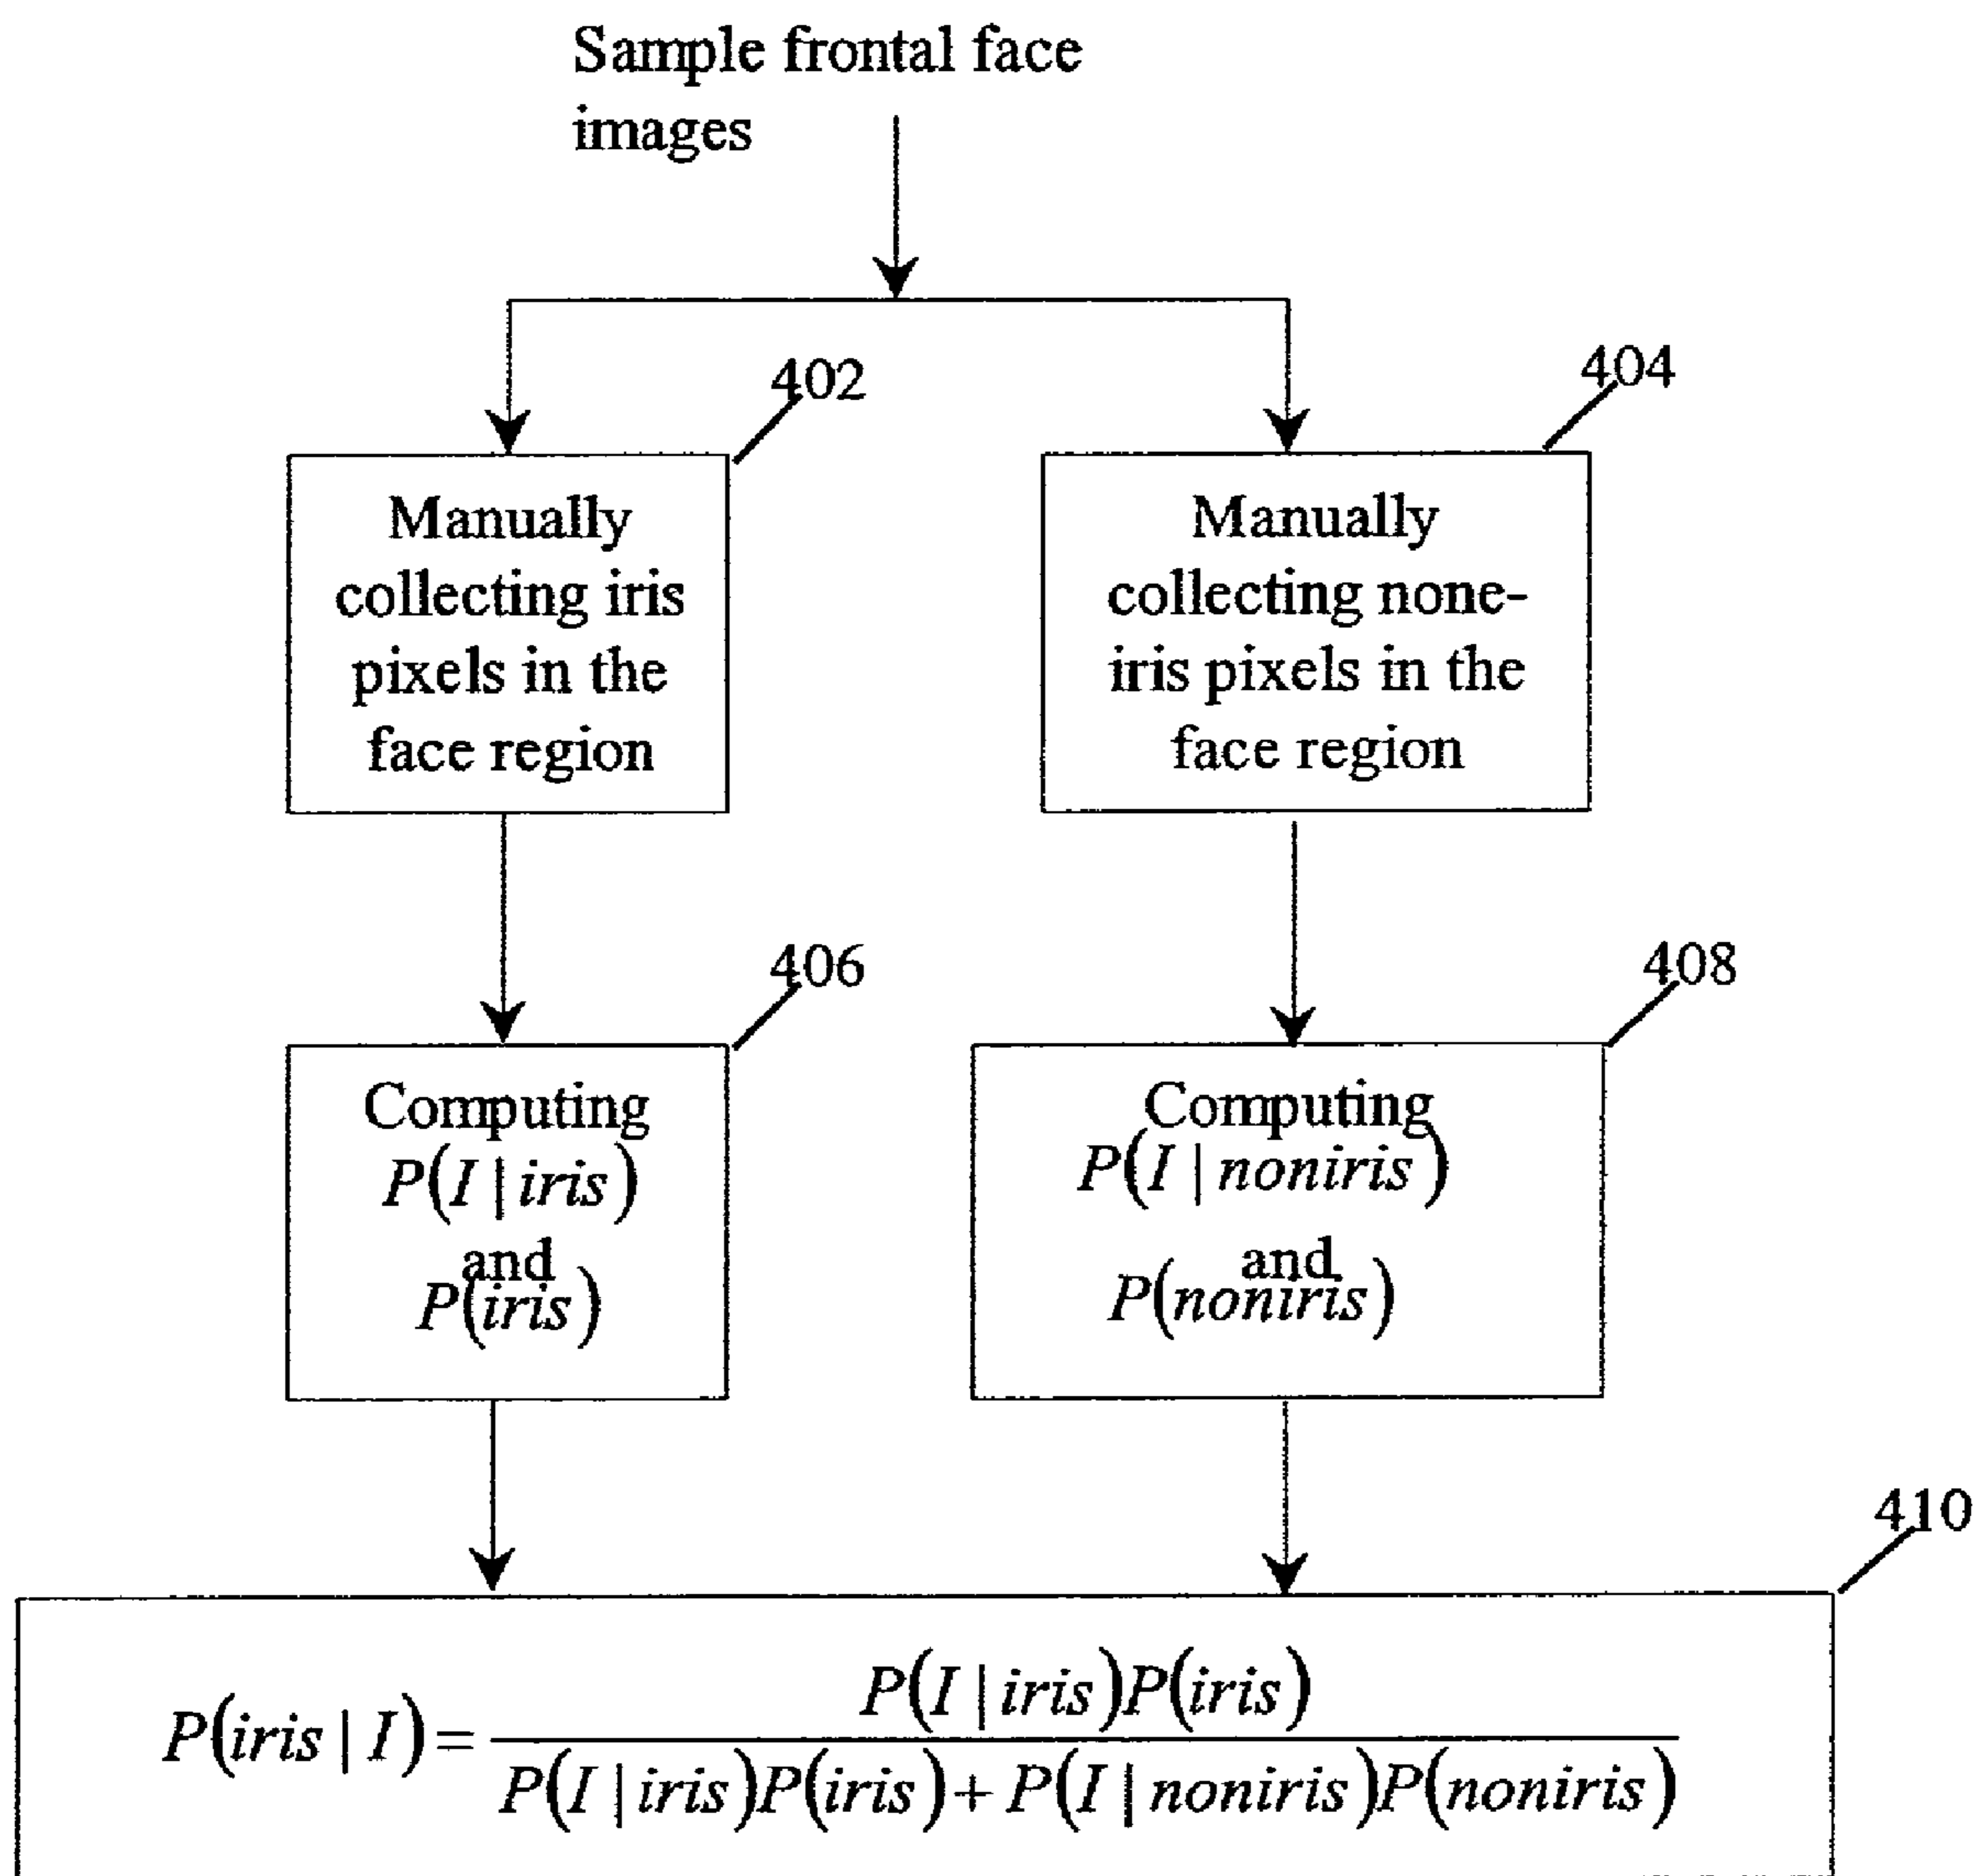 Sample frontal face
images
402
404
Manually
collecting iris
pixels in the
face region
Manually
collecting none-
iris pixels in the
face region
406
408
Computing
P(I | iris)
and
P(iris)
Computing
P(I | noniris)
and
P(noniris)
410
P(iris | I) = P(I | iris)P(iris)
P(I | iris)P(iris) + P(I | noniris)P(noniris)